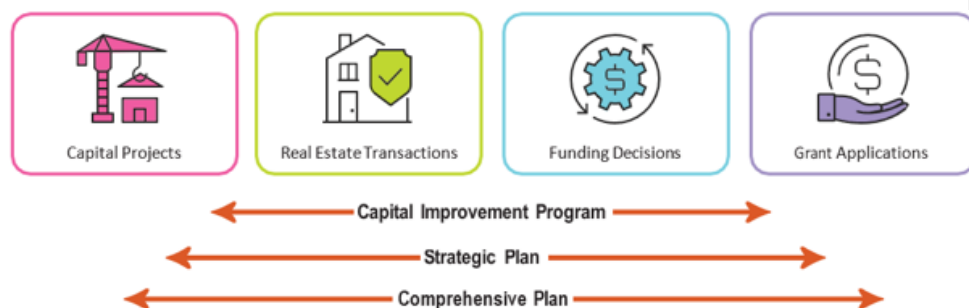 Capital Projects
Real Estate Transactions
$
Funding Decisions
$
Grant Applications
Capital Improvement Program
Strategic Plan
Comprehensive Plan